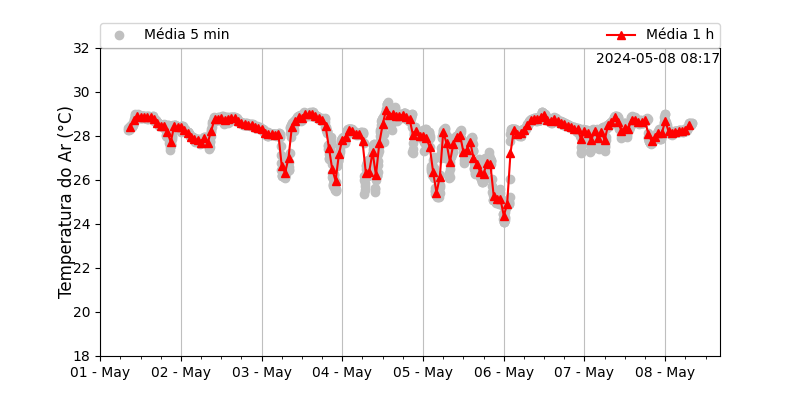 Média 5 min
Média 1 h
2024-05-08 08:17
Temperatura do Ar (°C)
32
30
28
26
24
22
20
18
01 - May
02 - May
03 - May
04 - May
05 - May
06 - May
07 - May
08 - May